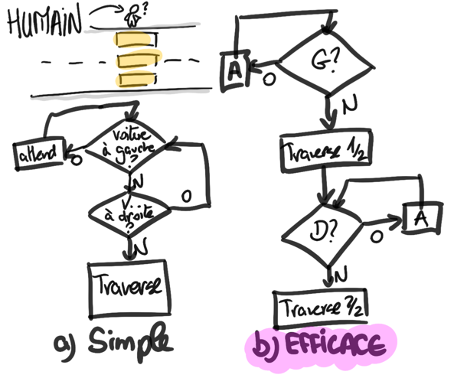 HUMAIN
?
voiture
à
gauche
?
attend
O
N
V...
à droite
?
O
N
Traverse
a) Simple
G?
A
O
N
Traverse 1/2
D?
O
A
N
Traverse 2/2
b) EFFICACE